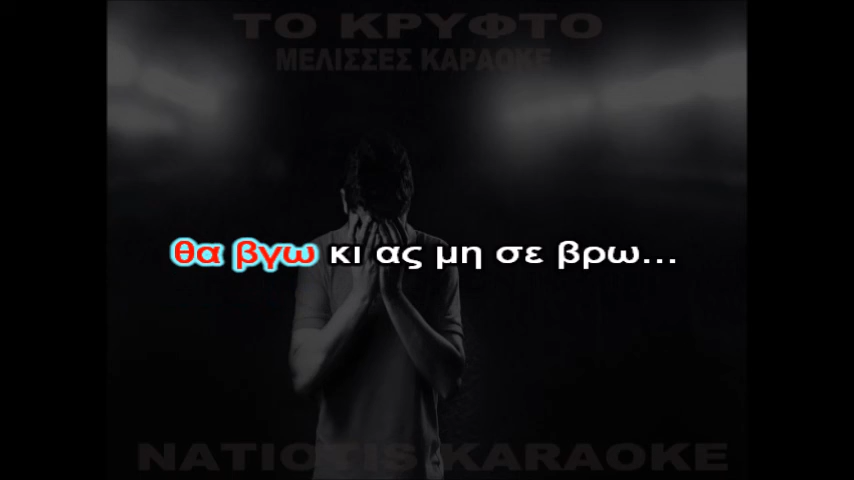 ΤΟ ΚΡΥΦΤΟ
ΜΕΛΙΣΣΕΣ ΚΑΡΑΟΚΕ
θα βγω κι ας μη σε βρω...
NATIOTIS KARAOKE